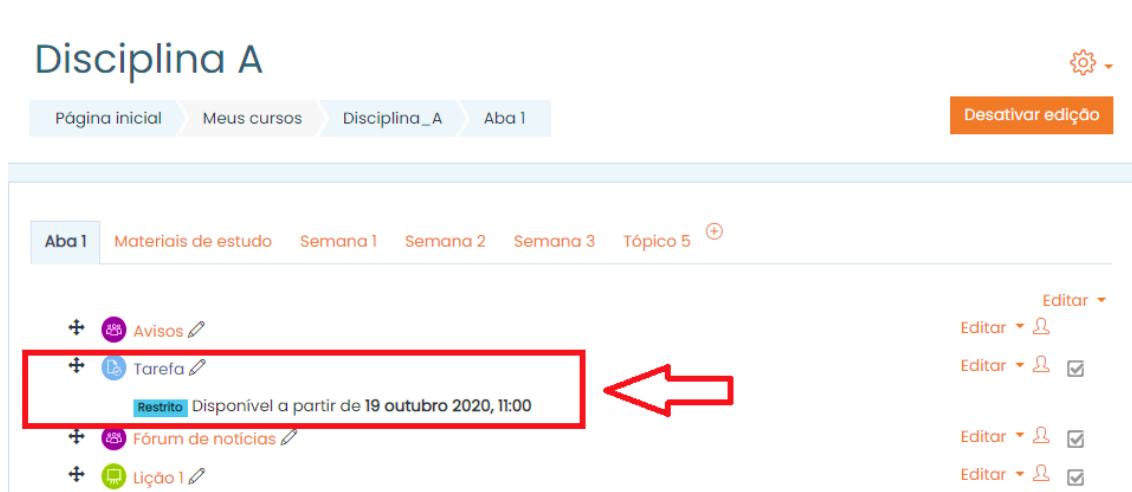 Disciplina A
Página inicial Meus cursos Disciplina_A Aba 1
Desativar edição
Aba 1 Materiais de estudo Semana 1 Semana 2 Semana 3 Tópico 5
Editar
Avisos Editar
Tarefa Editar
Restrito Disponível a partir de 19 outubro 2020, 11:00
Fórum de notícias Editar
Lição 1 Editar